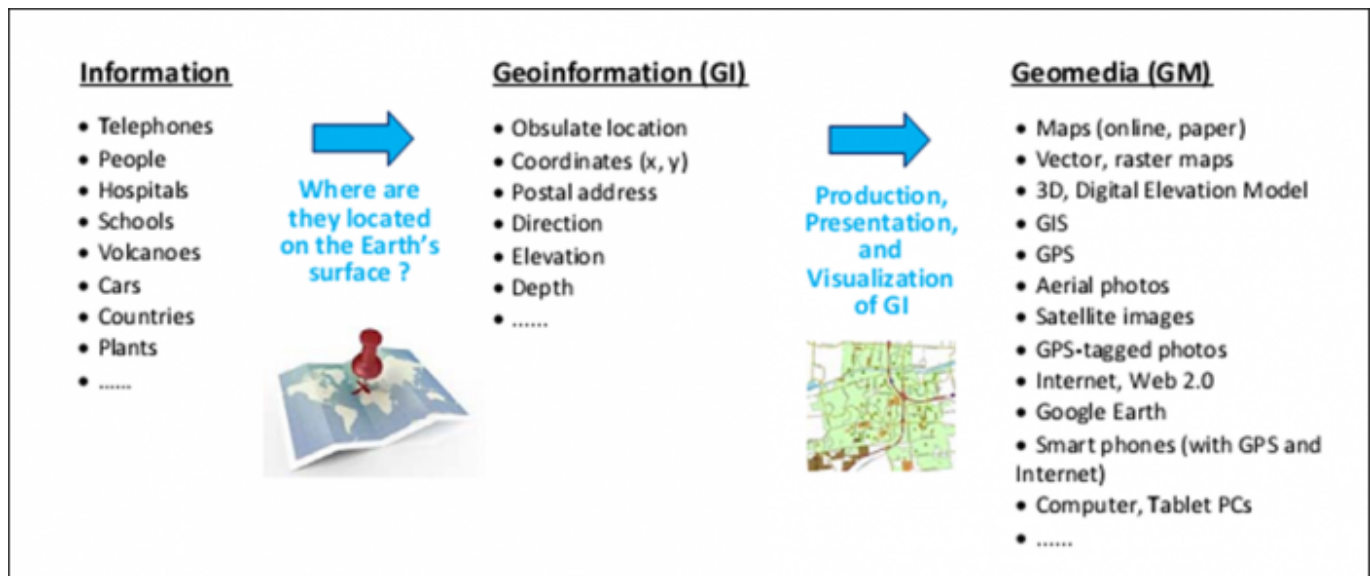 Information
• Telephones
• People
• Hospitals
• Schools
• Volcanoes
• Cars
• Countries
• Plants
• ......
Where are
they located
on the Earth's
surface ?
Geoinformation (GI)
• Obsulate location
• Coordinates (x, y)
• Postal address
• Direction
• Elevation
• Depth
• ......
Production,
Presentation,
and
Visualization
of GI
Geomedia (GM)
• Maps (online, paper)
• Vector, raster maps
• 3D, Digital Elevation Model
• GIS
• GPS
• Aerial photos
• Satellite images
• GPS-tagged photos
• Internet, Web 2.0
• Google Earth
• Smart phones (with GPS and
Internet)
• Computer, Tablet PCs
• ......